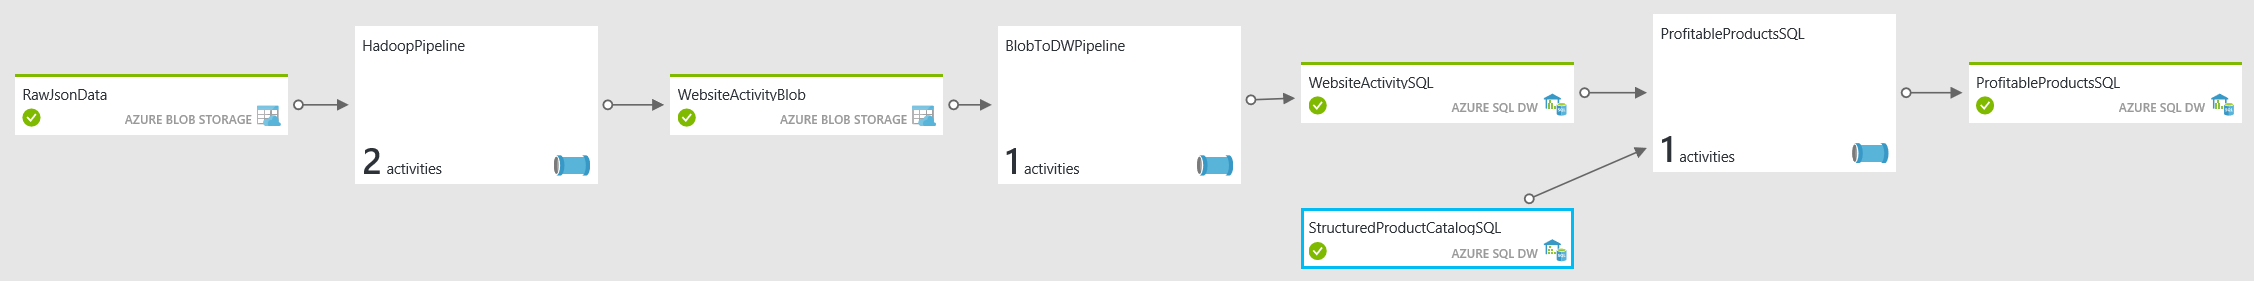 RawJsonData
AZURE BLOB STORAGE
HadoopPipeline
2 activities
WebsiteActivityBlob
AZURE BLOB STORAGE
BlobToDWPipeline
1 activities
WebsiteActivitySQL
AZURE SQL DW
StructuredProductCatalogSQL
AZURE SQL DW
ProfitableProductsSQL
1 activities
ProfitableProductsSQL
AZURE SQL DW